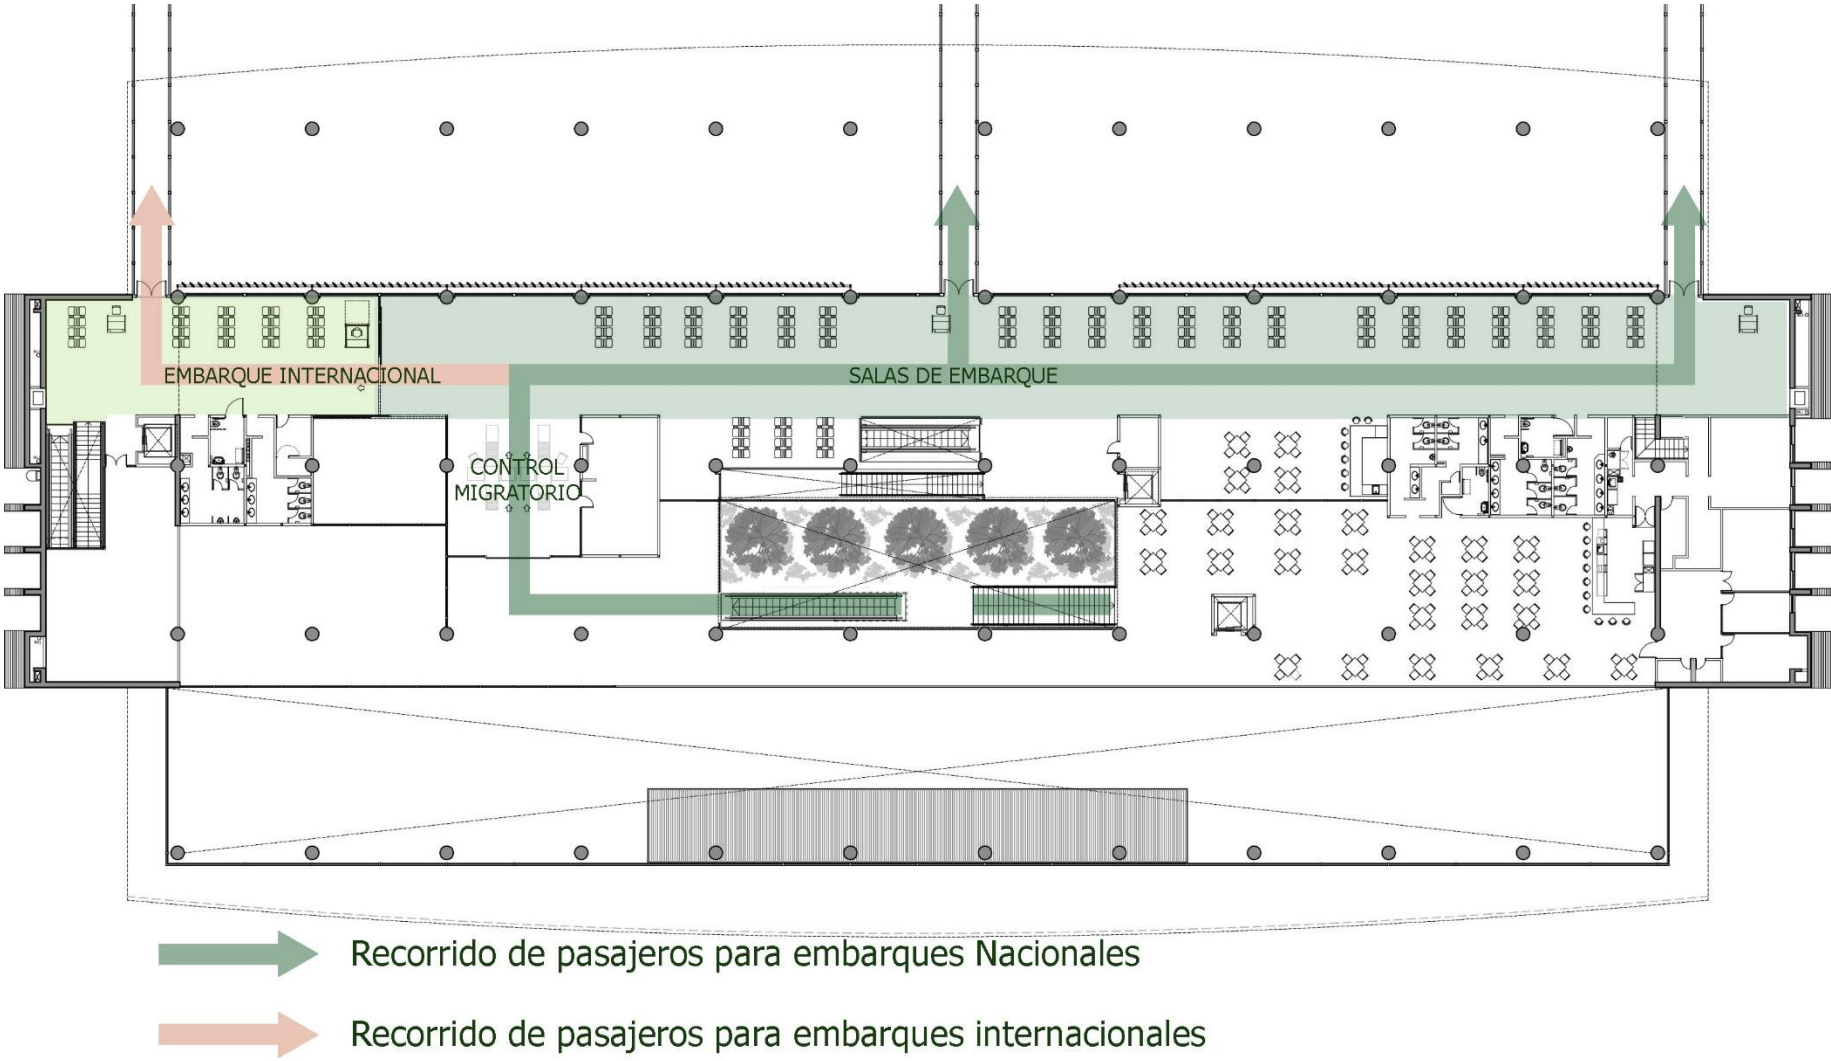 EMBARQUE INTERNACIONAL
SALAS DE EMBARQUE
CONTROL
MIGRATORIO
Recorrido de pasajeros para embarques Nacionales
Recorrido de pasajeros para embarques internacionales